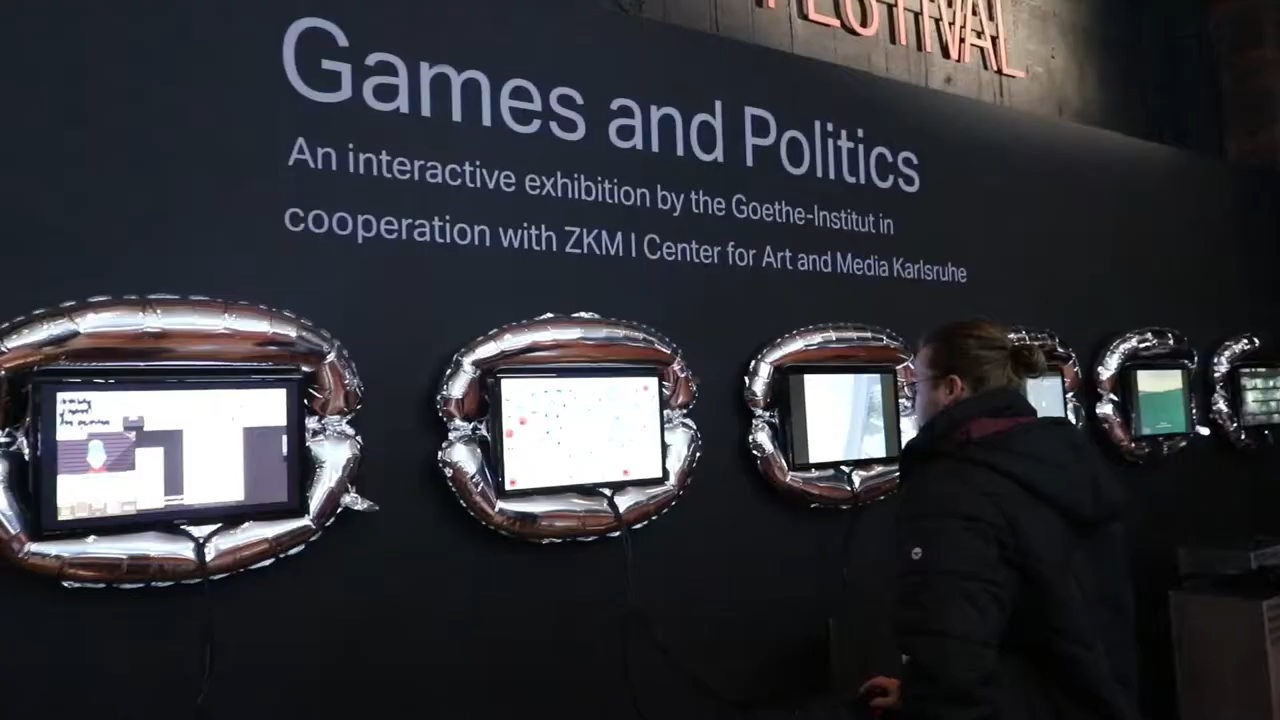 FESTIVAL
Games and Politics
An interactive exhibition by the Goethe-Institut in
cooperation with ZKM | Center for Art and Media Karlsruhe